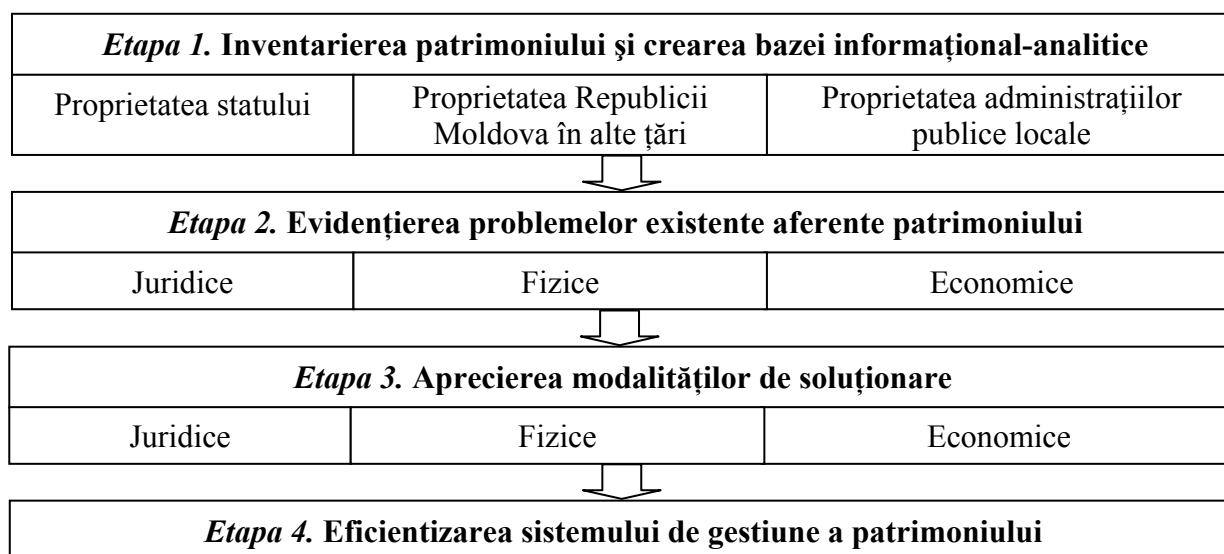 Etapa 1. Inventarierea patrimoniului şi crearea bazei informațional-analitice
Proprietatea statului
Proprietatea Republicii
Moldova în alte țări
Proprietatea administrațiilor
publice locale
Etapa 2. Evidențierea problemelor existente aferente patrimoniului
Juridice
Fizice
Economice
Etapa 3. Aprecierea modalităților de soluționare
Juridice
Fizice
Economice
Etapa 4. Eficientizarea sistemului de gestiune a patrimoniului